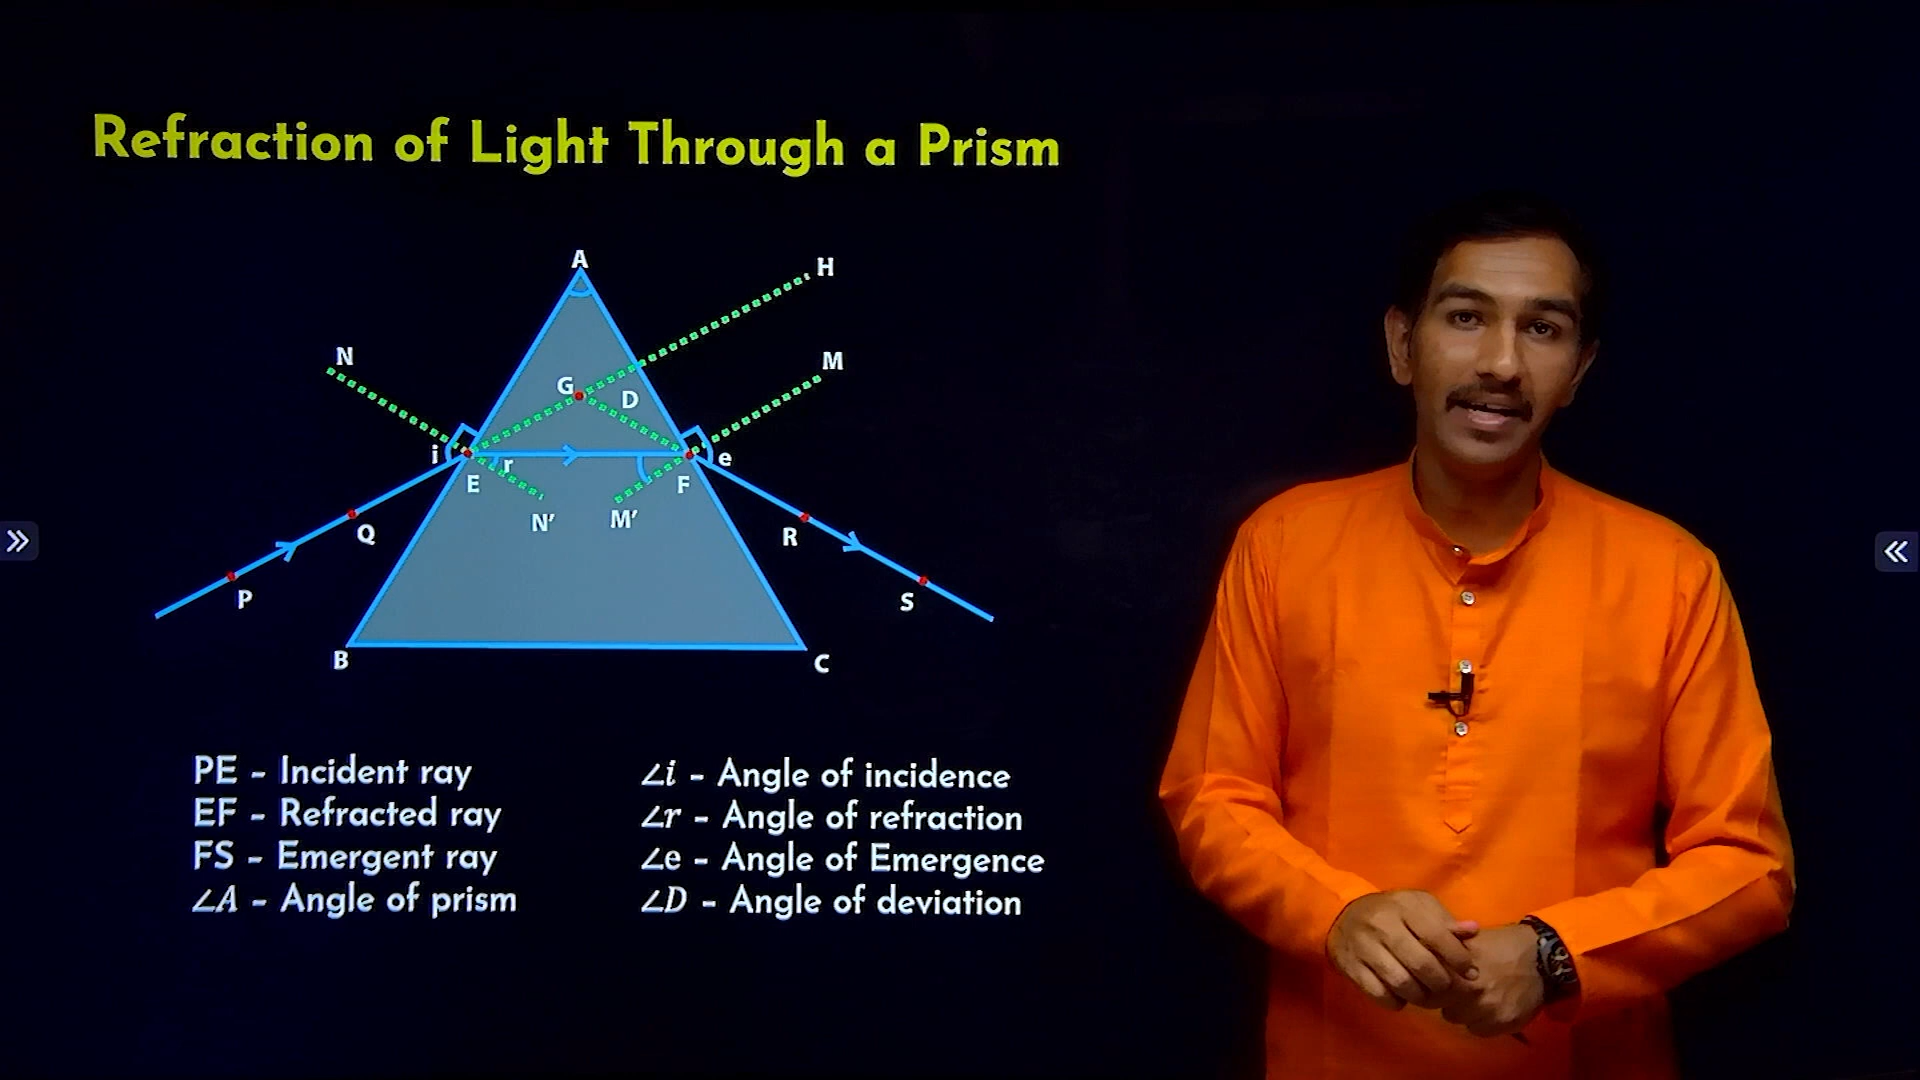 Refraction of Light Through a Prism
A
H
N
M
G
D
i
r
e
E
F
N′
M′
Q
R
P
S
B
C
PE - Incident ray
EF - Refracted ray
FS - Emergent ray
∠A - Angle of prism
∠i - Angle of incidence
∠r - Angle of refraction
∠e - Angle of Emergence
∠D - Angle of deviation